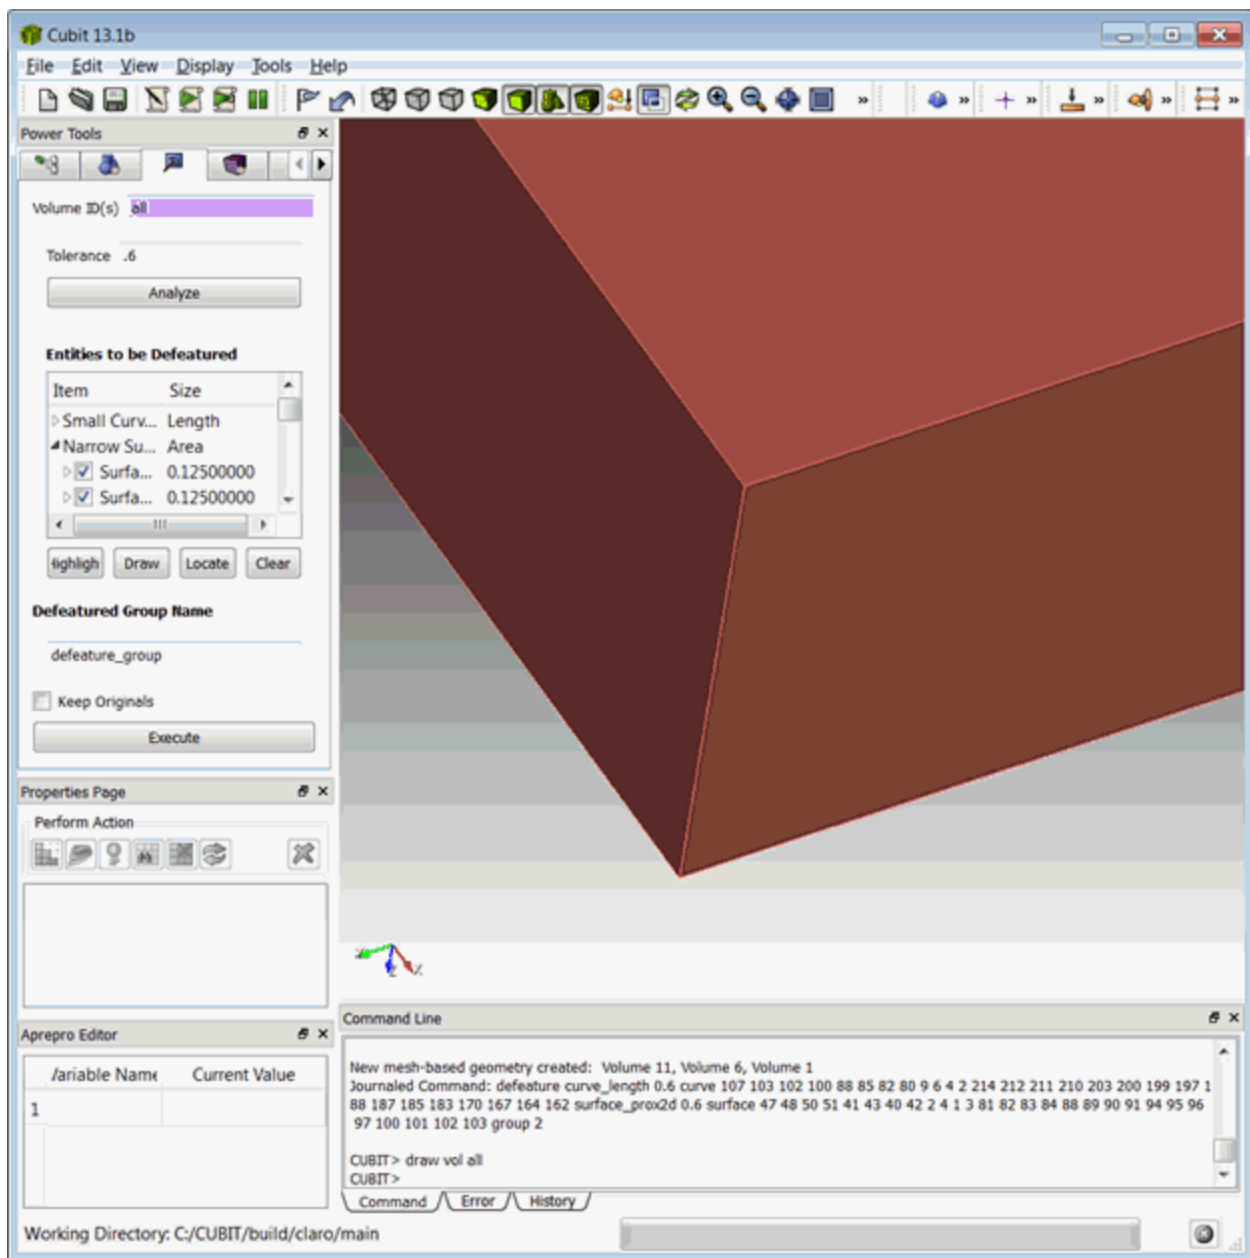 Cubit 13.1b
File Edit View Display Tools Help
Power Tools
Volume ID(s) all
Tolerance .6
Analyze
Entities to be Defeatured
Item Size
Small Curv... Length
Narrow Su... Area
Surfa... 0.12500000
Surfa... 0.12500000
Highligh Draw Locate Clear
Defeatured Group Name
defeature_group
Keep Originals
Execute
Properties Page
Perform Action
Aprepro Editor
Variable Name Current Value
1
Z X
Command Line
New mesh-based geometry created: Volume 11, Volume 6, Volume 1
Journaled Command: defeature curve_length 0.6 curve 107 103 102 100 88 85 82 80 9 6 4 2 214 212 211 210 203 200 199 197 1
88 187 185 183 170 167 164 162 surface_prox2d 0.6 surface 47 48 50 51 41 43 40 42 2 4 1 3 81 82 83 84 88 89 90 91 94 95 96
97 100 101 102 103 group 2
CUBIT> draw vol all
CUBIT>
Command Error History
Working Directory: C:/CUBIT/build/claro/main